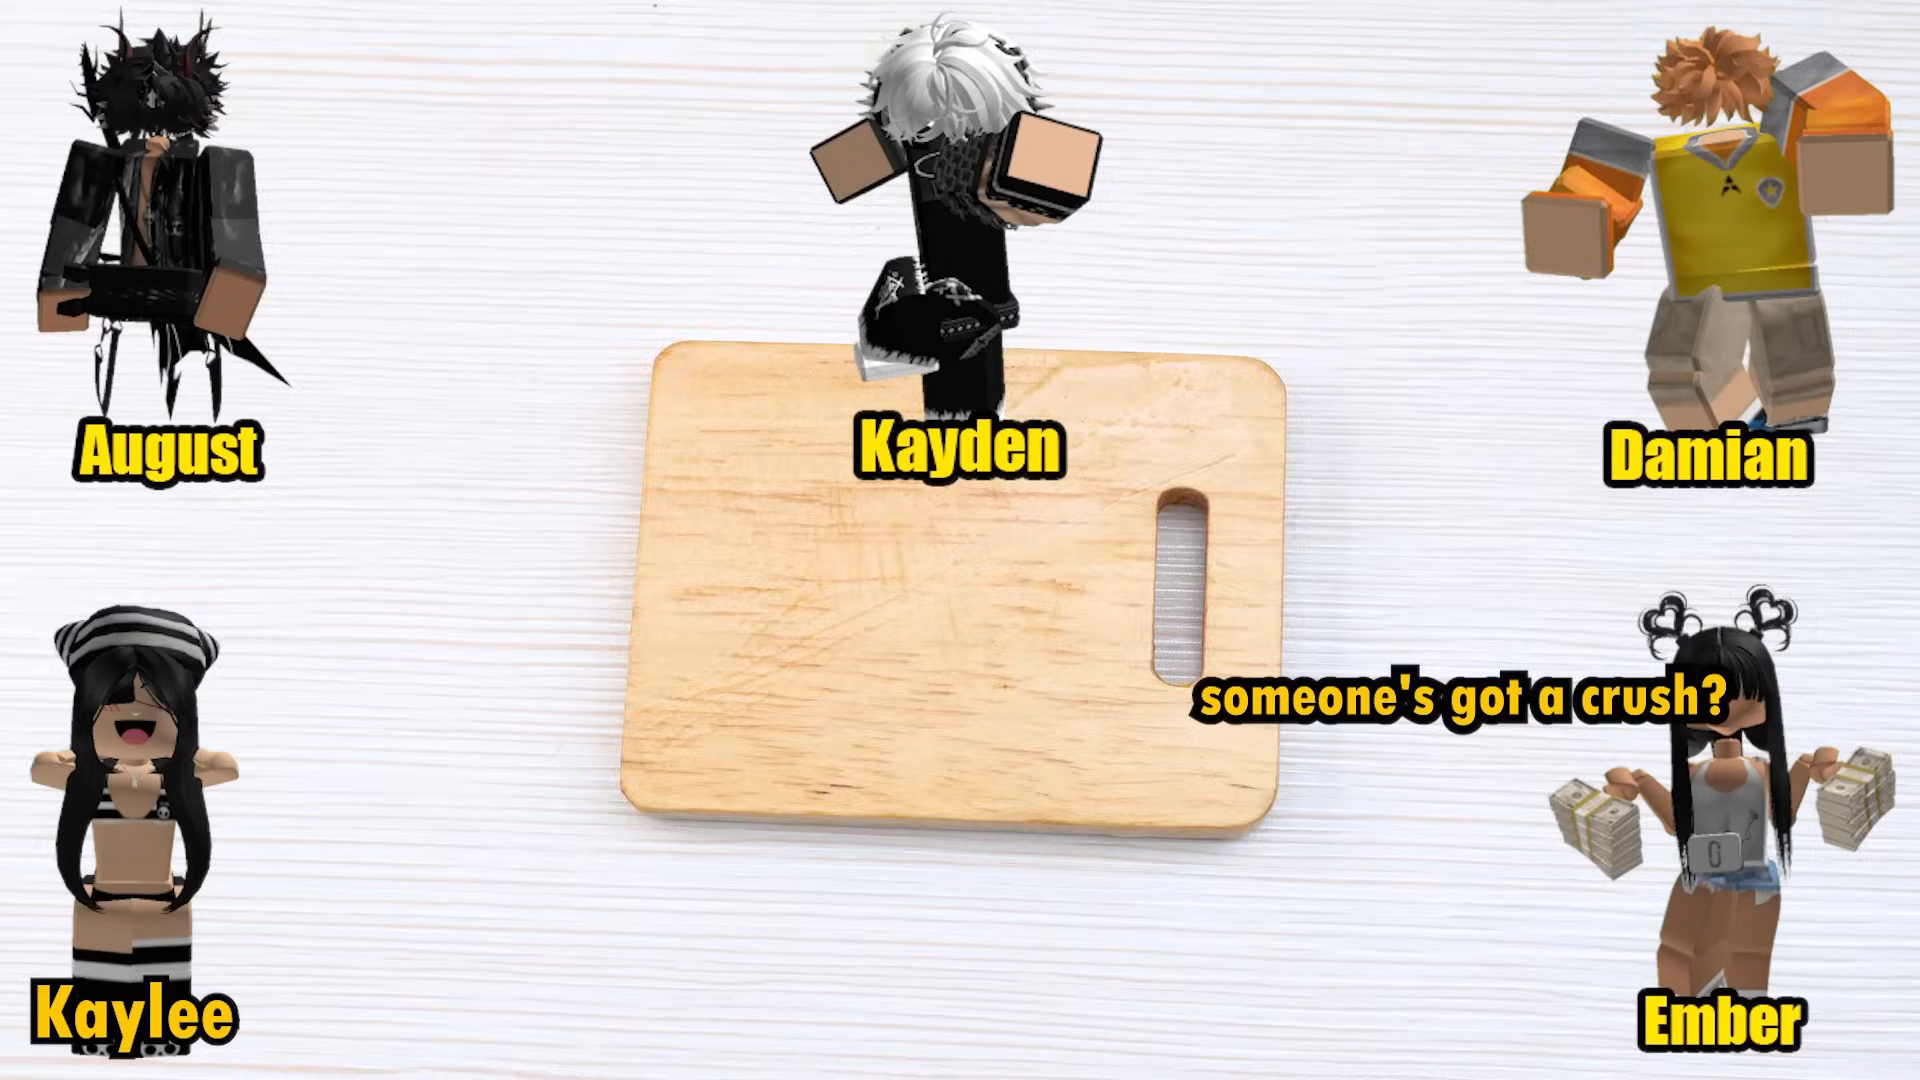 August
Kayden
Damian
someone's got a crush?
Kaylee
Ember